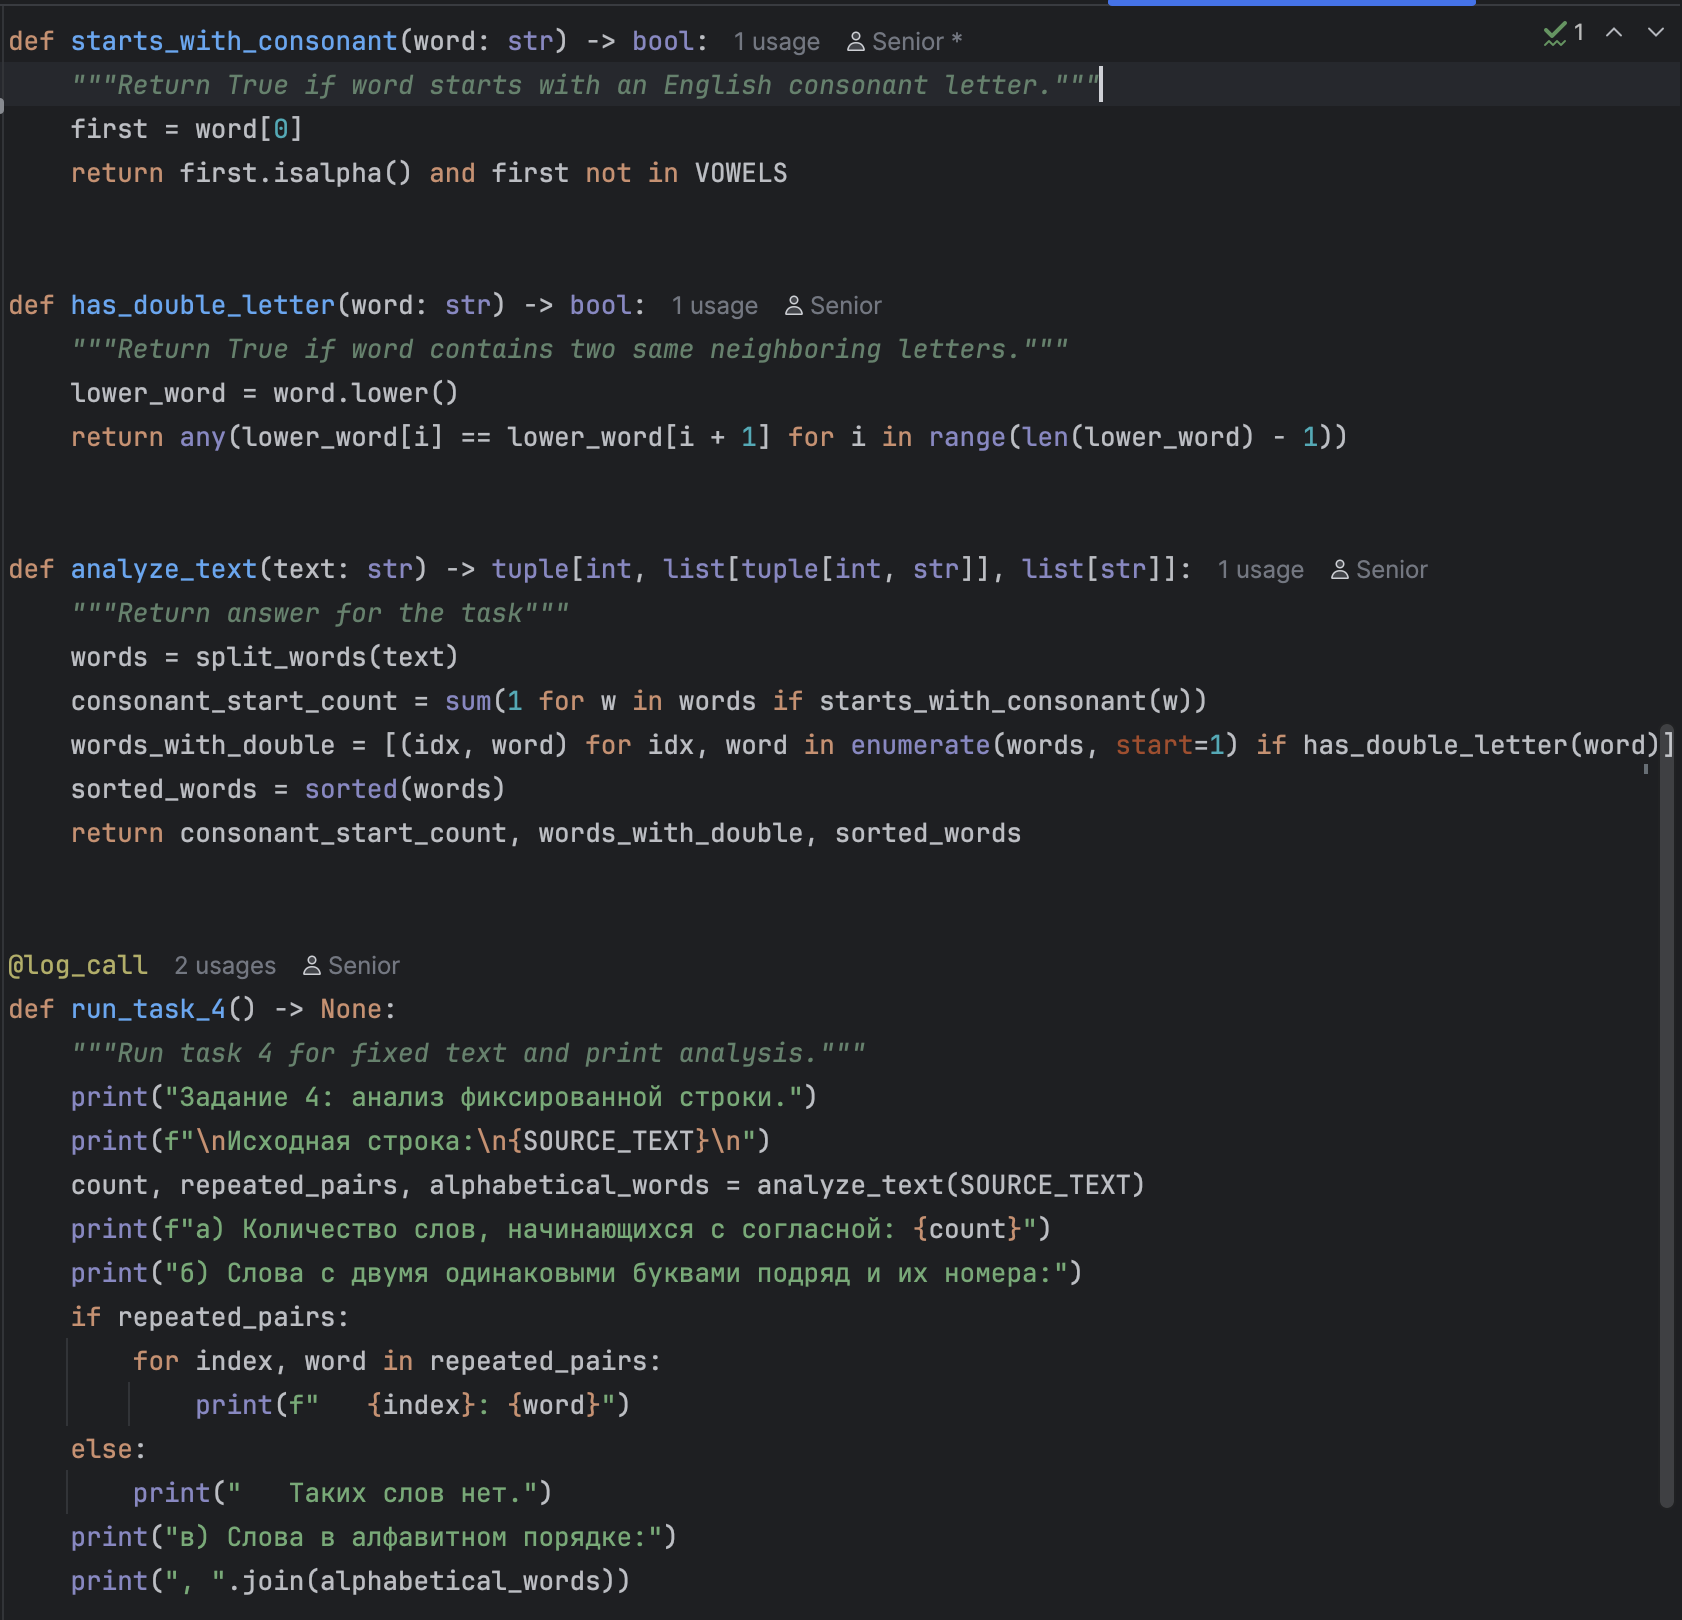 def starts_with_consonant(word: str) -> bool:  1 usage  Senior *
    """Return True if word starts with an English consonant letter."""
    first = word[0]
    return first.isalpha() and first not in VOWELS
def has_double_letter(word: str) -> bool:  1 usage  Senior
    """Return True if word contains two same neighboring letters."""
    lower_word = word.lower()
    return any(lower_word[i] == lower_word[i + 1] for i in range(len(lower_word) - 1))
def analyze_text(text: str) -> tuple[int, list[tuple[int, str]], list[str]]:  1 usage  Senior
    """Return answer for the task"""
    words = split_words(text)
    consonant_start_count = sum(1 for w in words if starts_with_consonant(w))
    words_with_double = [(idx, word) for idx, word in enumerate(words, start=1) if has_double_letter(word)]
    sorted_words = sorted(words)
    return consonant_start_count, words_with_double, sorted_words
@log_call  2 usages  Senior
def run_task_4() -> None:
    """Run task 4 for fixed text and print analysis."""
    print("Задание 4: анализ фиксированной строки.")
    print(f"\nИсходная строка:\n{SOURCE_TEXT}\n")
    count, repeated_pairs, alphabetical_words = analyze_text(SOURCE_TEXT)
    print(f"а) Количество слов, начинающихся с согласной: {count}")
    print("б) Слова с двумя одинаковыми буквами подряд и их номера:")
    if repeated_pairs:
        for index, word in repeated_pairs:
            print(f"   {index}: {word}")
    else:
        print("   Таких слов нет.")
    print("в) Слова в алфавитном порядке:")
    print(", ".join(alphabetical_words))
1